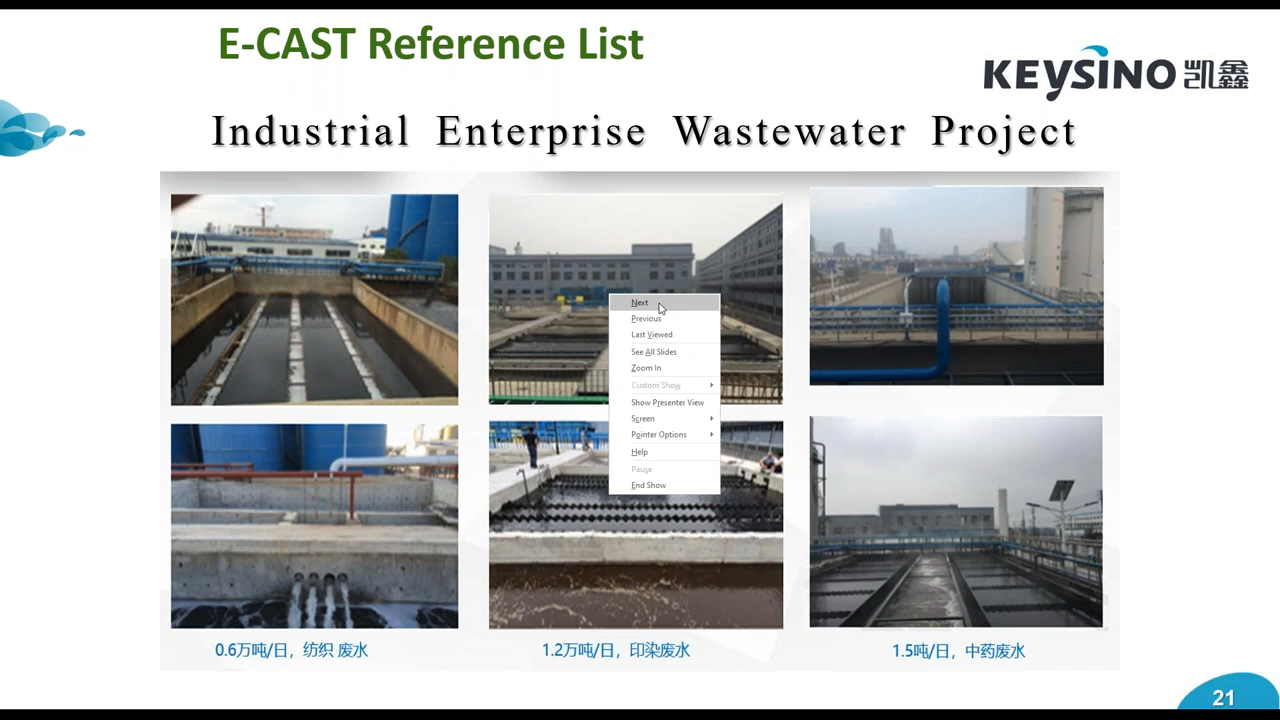 E-CAST Reference List
KEYSINO 凯鑫
Industrial Enterprise Wastewater Project
Next
Previous
Last Viewed
See All Slides
Zoom In
Custom Show
Show Presenter View
Screen
Pointer Options
Help
Pause
End Show
0.6万吨/日，纺织 废水
1.2万吨/日，印染废水
1.5吨/日，中药废水
21